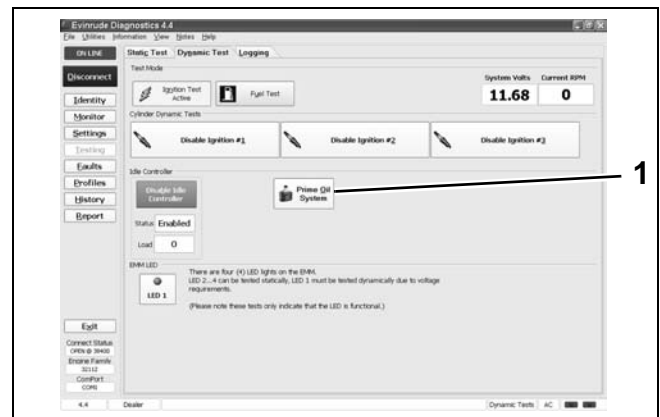 Evinrude Diagnostics 4.4
File Utilities Information View Notes Help
ON LINE
Static Test Dynamic Test Logging
Disconnect
Test Mode
Ignition Test
Active
Fuel Test
System Volts Current RPM
11.68 0
Identity
Monitor
Settings
Testing
Faults
Profiles
History
Report
Cylinder Dynamic Tests
Disable Ignition #1 Disable Ignition #2 Disable Ignition #3
Idle Controller
Disable Idle
Controller
Prime Oil
System
1
Status Enabled
Load 0
EMM LED
LED 1
There are four (4) LED lights on the EMM.
LED 2...4 can be tested statically, LED 1 must be tested dynamically due to voltage
requirements.
(Please note these tests only indicate that the LED is functional.)
Exit
Connect Status
OPEN @ 38400
Engine Family
32112
ComPort
COM8
4.4 Dealer Dynamic Tests AC